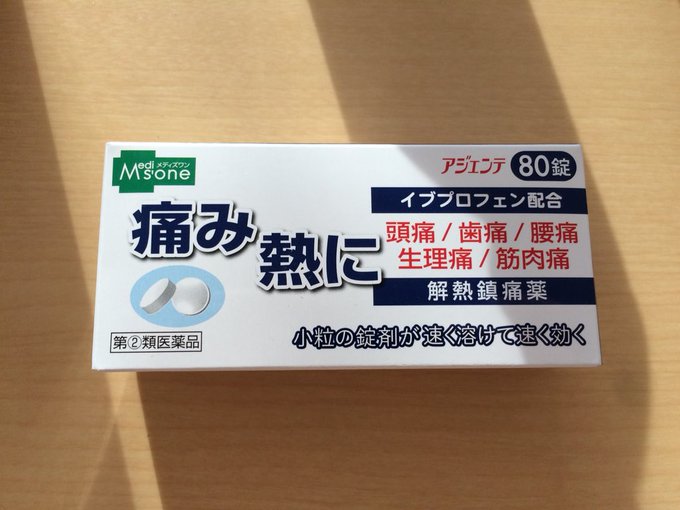 Medi メディズワン
M's·one
アジェンテ 80錠
イブプロフェン配合
痛み
熱に
頭痛/歯痛/腰痛
生理痛/筋肉痛
解熱鎮痛薬
第②類医薬品
小粒の錠剤が速く溶けて速く効く